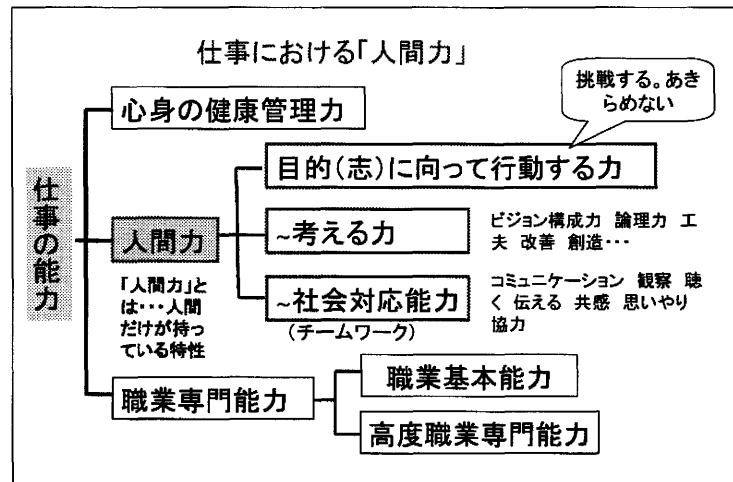 仕事における「人間力」
挑戦する。あき
らめない
心身の健康管理力
目的(志)に向って行動する力
仕事の能力
人間力
~考える力
ビジョン構成力 論理力 工
夫 改善 創造・・・
「人間力」と
は・・・人間
だけが持っ
ている特性
~社会対応能力
(チームワーク)
コミュニケーション 観察 聴
く 伝える 共感 思いやり
協力
職業専門能力
職業基本能力
高度職業専門能力